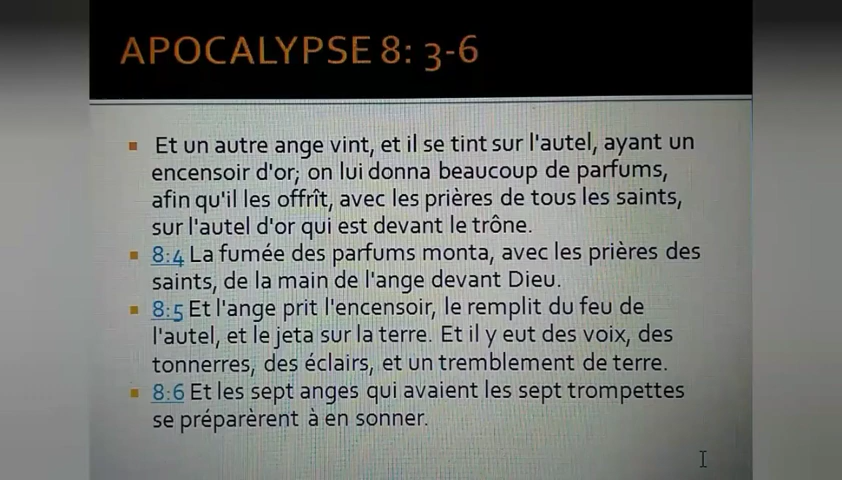 APOCALYPSE 8: 3-6
Et un autre ange vint, et il se tint sur l'autel, ayant un
encensoir d'or; on lui donna beaucoup de parfums,
afin qu'il les offrît, avec les prières de tous les saints,
sur l'autel d'or qui est devant le trône.
8:4 La fumée des parfums monta, avec les prières des
saints, de la main de l'ange devant Dieu.
8:5 Et l'ange prit l'encensoir, le remplit du feu de
l'autel, et le jeta sur la terre. Et il y eut des voix, des
tonnerres, des éclairs, et un tremblement de terre.
8:6 Et les sept anges qui avaient les sept trompettes
se préparèrent à en sonner.